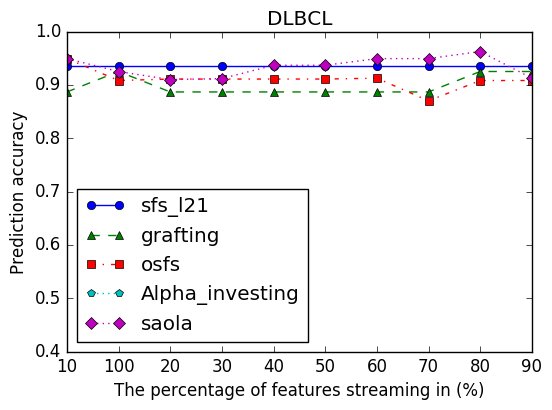 DLBCL
1.0
0.9
0.8
0.7
0.6
0.5
0.4
Prediction accuracy
sfs_l21
grafting
osfs
Alpha_investing
saola
10 100 20 30 40 50 60 70 80 90
The percentage of features streaming in (%)